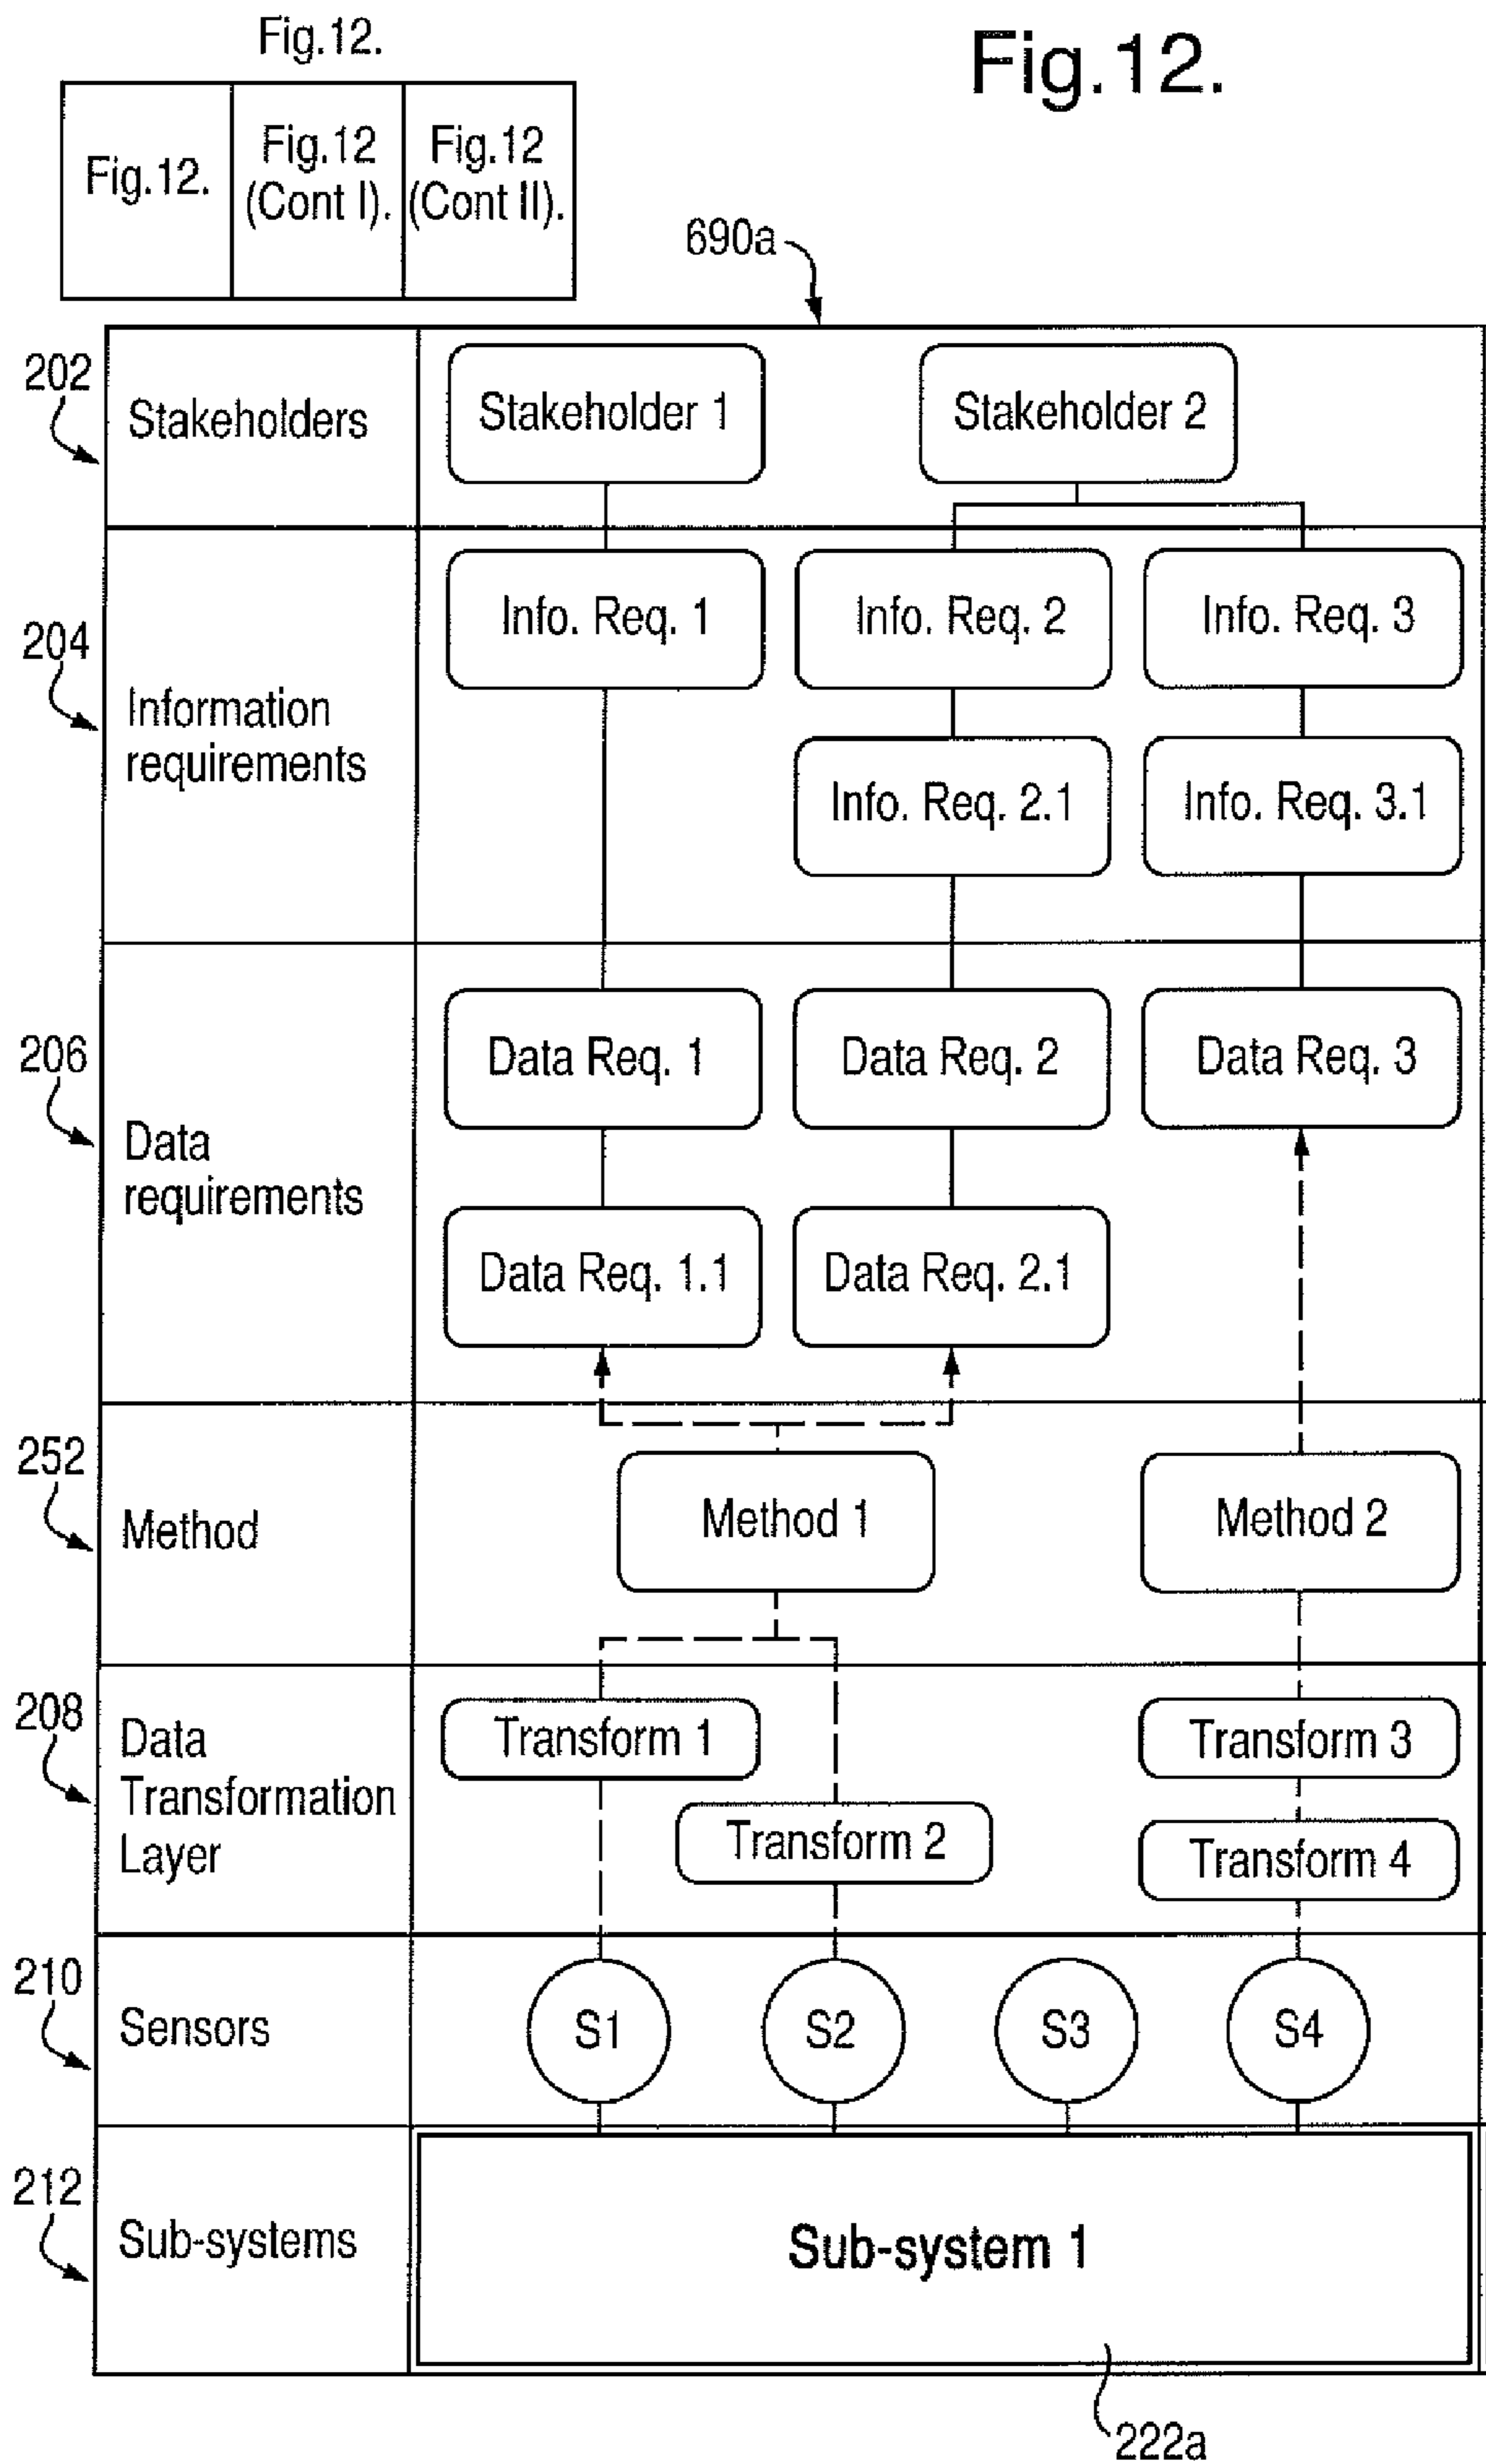 Fig.12.
Fig.12.
Fig.12.
Fig.12
(Cont I).
Fig.12
(Cont II).
690a
202
Stakeholders
Stakeholder 1
Stakeholder 2
204
Information
requirements
Info. Req. 1
Info. Req. 2
Info. Req. 3
Info. Req. 2.1
Info. Req. 3.1
206
Data
requirements
Data Req. 1
Data Req. 2
Data Req. 3
Data Req. 1.1
Data Req. 2.1
252
Method
Method 1
Method 2
208
Data
Transformation
Layer
Transform 1
Transform 2
Transform 3
Transform 4
210
Sensors
S1
S2
S3
S4
212
Sub-systems
Sub-system 1
222a